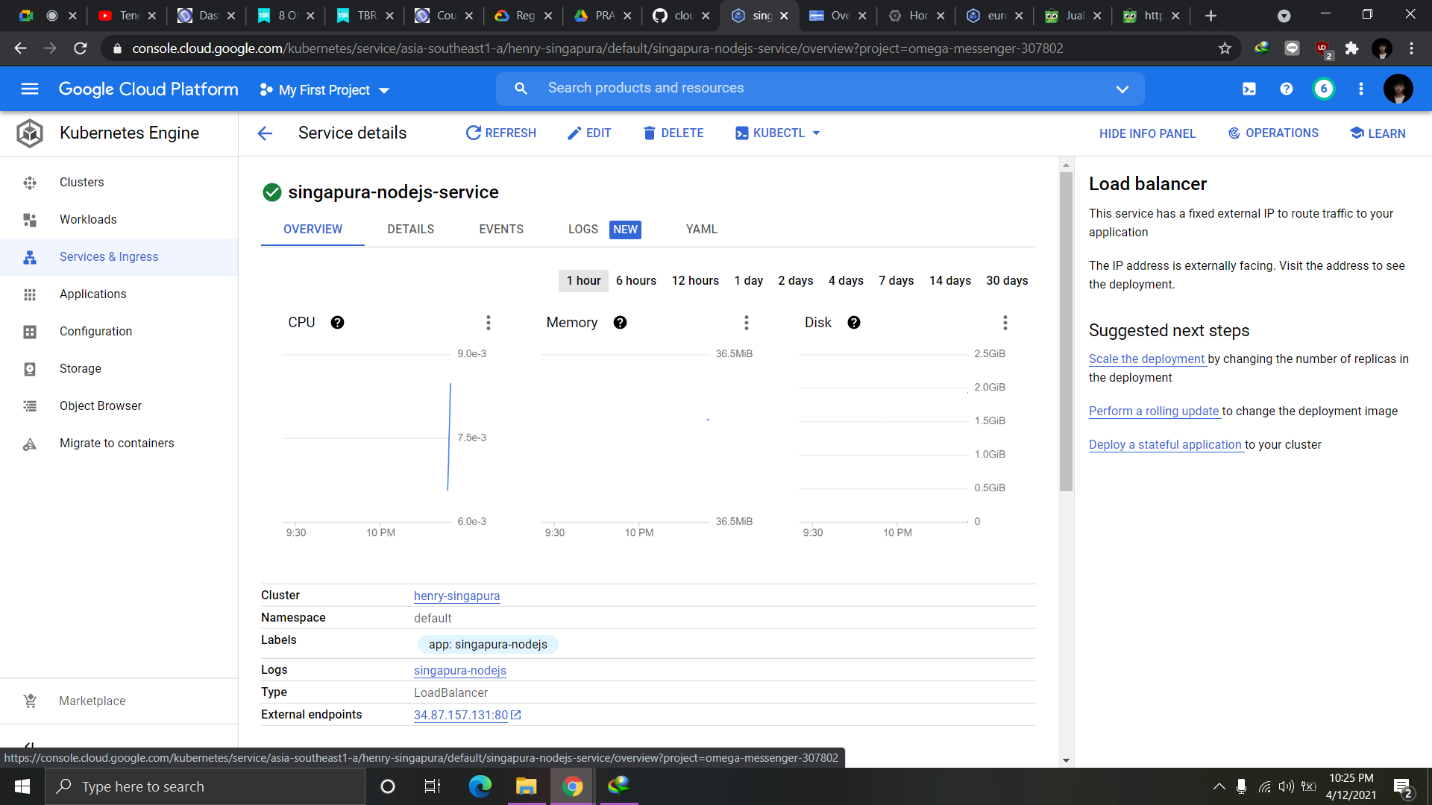 Tenc
Das
8 O
TBR
Cou
Reg
PRA
clou
sing
Ove
Hor
euro
Jual
http
console.cloud.google.com/kubernetes/service/asia-southeast1-a/henry-singapura/default/singapura-nodejs-service/overview?project=omega-messenger-307802
2
Google Cloud Platform
My First Project
Search products and resources
6
Kubernetes Engine
Service details
REFRESH
EDIT
DELETE
KUBECTL
HIDE INFO PANEL
OPERATIONS
LEARN
Clusters
Workloads
Services & Ingress
Applications
Configuration
Storage
Object Browser
Migrate to containers
Marketplace
singapura-nodejs-service
OVERVIEW
DETAILS
EVENTS
LOGS NEW
YAML
1 hour 6 hours 12 hours 1 day 2 days 4 days 7 days 14 days 30 days
CPU
9.0e-3
7.5e-3
6.0e-3
9:30 10 PM
Memory
36.5MiB
36.5MiB
9:30 10 PM
Disk
2.5GiB
2.0GiB
1.5GiB
1.0GiB
0.5GiB
0
9:30 10 PM
Cluster henry-singapura
Namespace default
Labels app: singapura-nodejs
Logs singapura-nodejs
Type LoadBalancer
External endpoints 34.87.157.131:80
Load balancer
This service has a fixed external IP to route traffic to your
application
The IP address is externally facing. Visit the address to see
the deployment.
Suggested next steps
Scale the deployment by changing the number of replicas in
the deployment
Perform a rolling update to change the deployment image
Deploy a stateful application to your cluster
https://console.cloud.google.com/kubernetes/service/asia-southeast1-a/henry-singapura/default/singapura-nodejs-service/overview?project=omega-messenger-307802
Type here to search
10:25 PM
4/12/2021
2